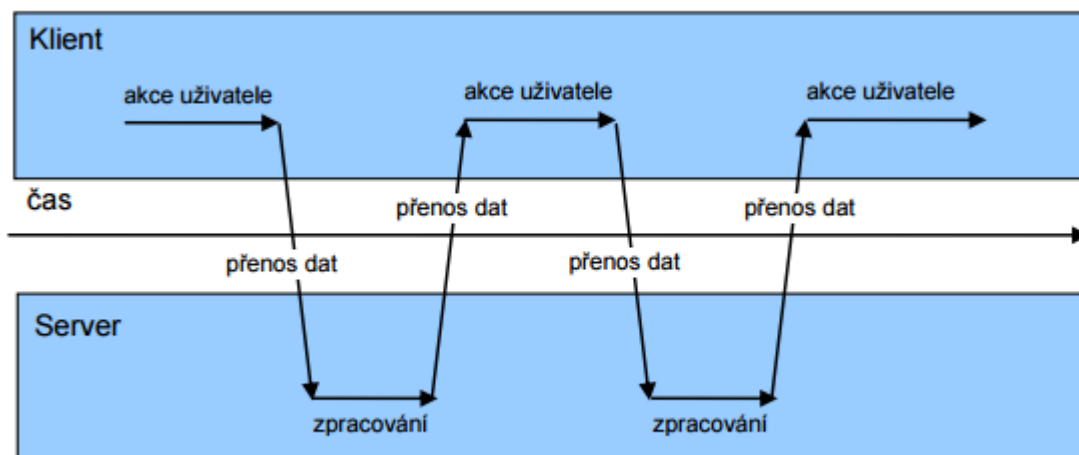 Klient
akce uživatele
akce uživatele
akce uživatele
čas
přenos dat
přenos dat
přenos dat
přenos dat
Server
zpracování
zpracování